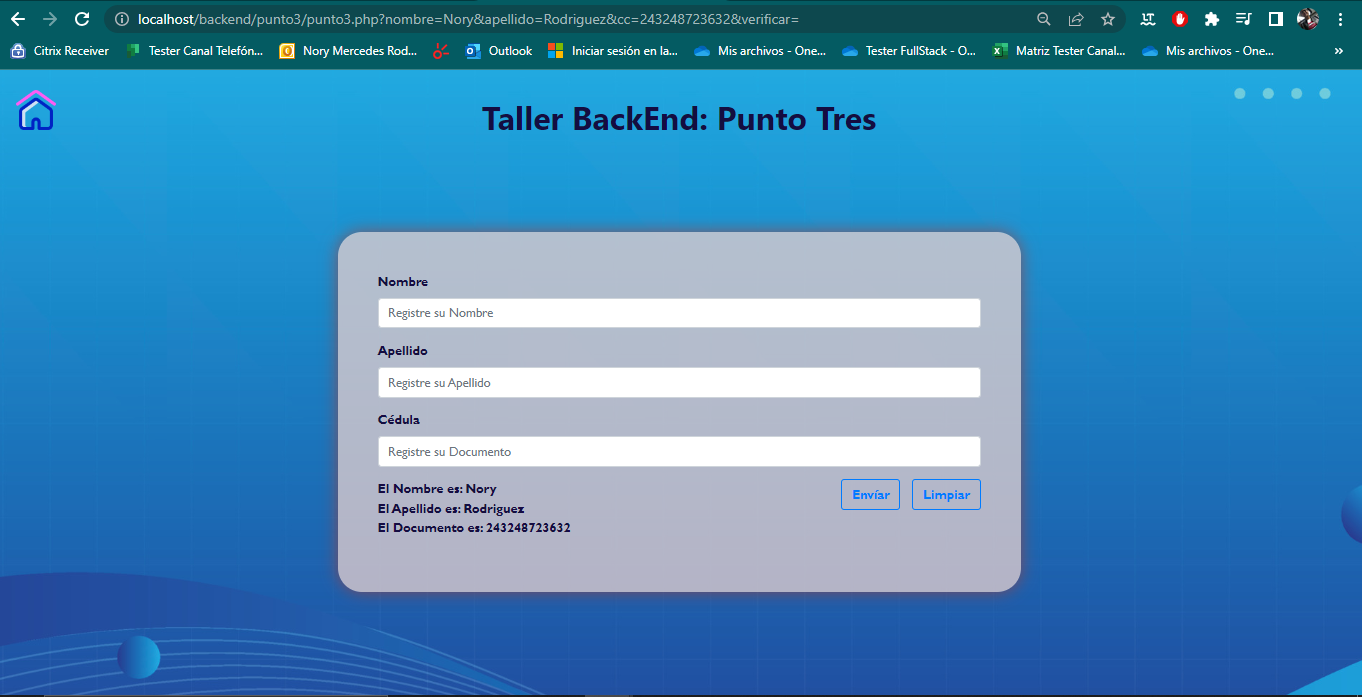 localhost/backend/punto3/punto3.php?nombre=Nory&apellido=Rodriguez&cc=243248723632&verificar=
Citrix Receiver Tester Canal Telefón... Nory Mercedes Rod... Outlook Iniciar sesión en la... Mis archivos - One... Tester FullStack - O... Matriz Tester Canal... Mis archivos - One... »
Taller BackEnd: Punto Tres
Nombre
Registre su Nombre
Apellido
Registre su Apellido
Cédula
Registre su Documento
El Nombre es: Nory
El Apellido es: Rodriguez
El Documento es: 243248723632
Envíar Limpiar